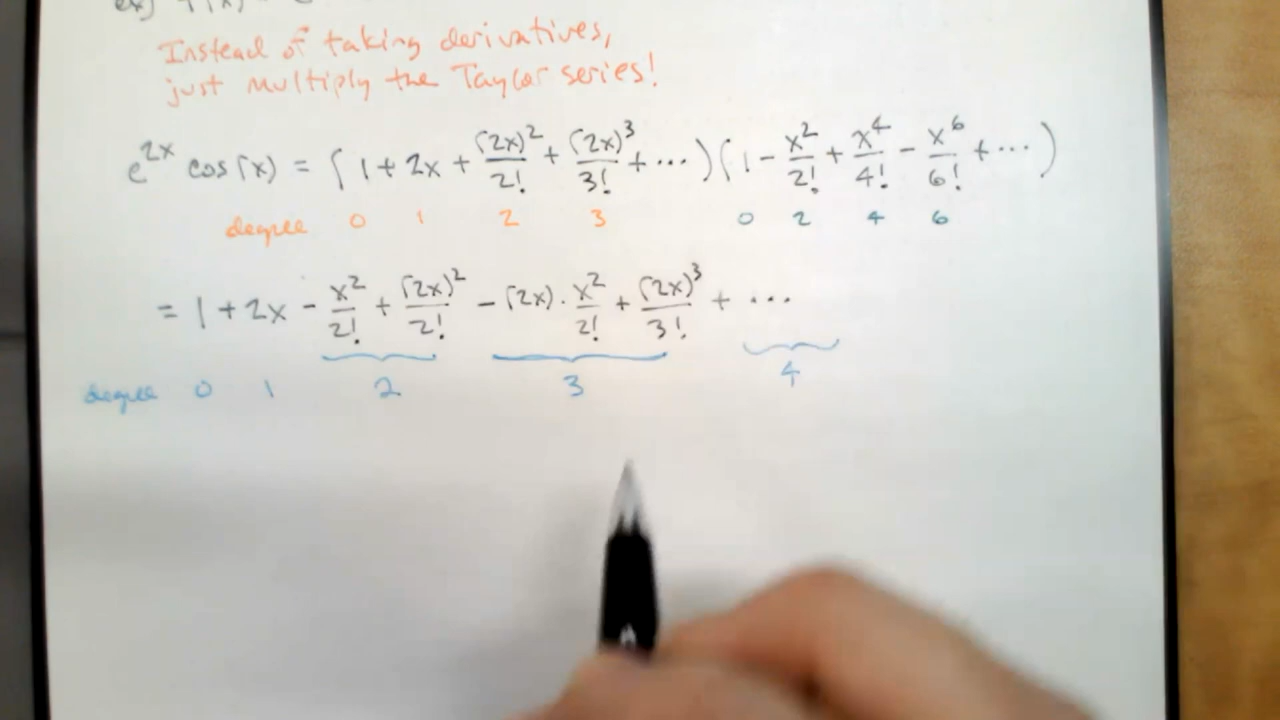 Instead of taking derivatives,
just multiply the Taylor series!
e^{2x} cos(x) = (1 + 2x + (2x)^2/2! + (2x)^3/3! + ...)(1 - x^2/2! + x^4/4! - x^6/6! + ...)
degree 0 1 2 3 0 2 4 6
= 1 + 2x - x^2/2! + (2x)^2/2! - (2x) · x^2/2! + (2x)^3/3! + ...
degree 0 1 2 3 4